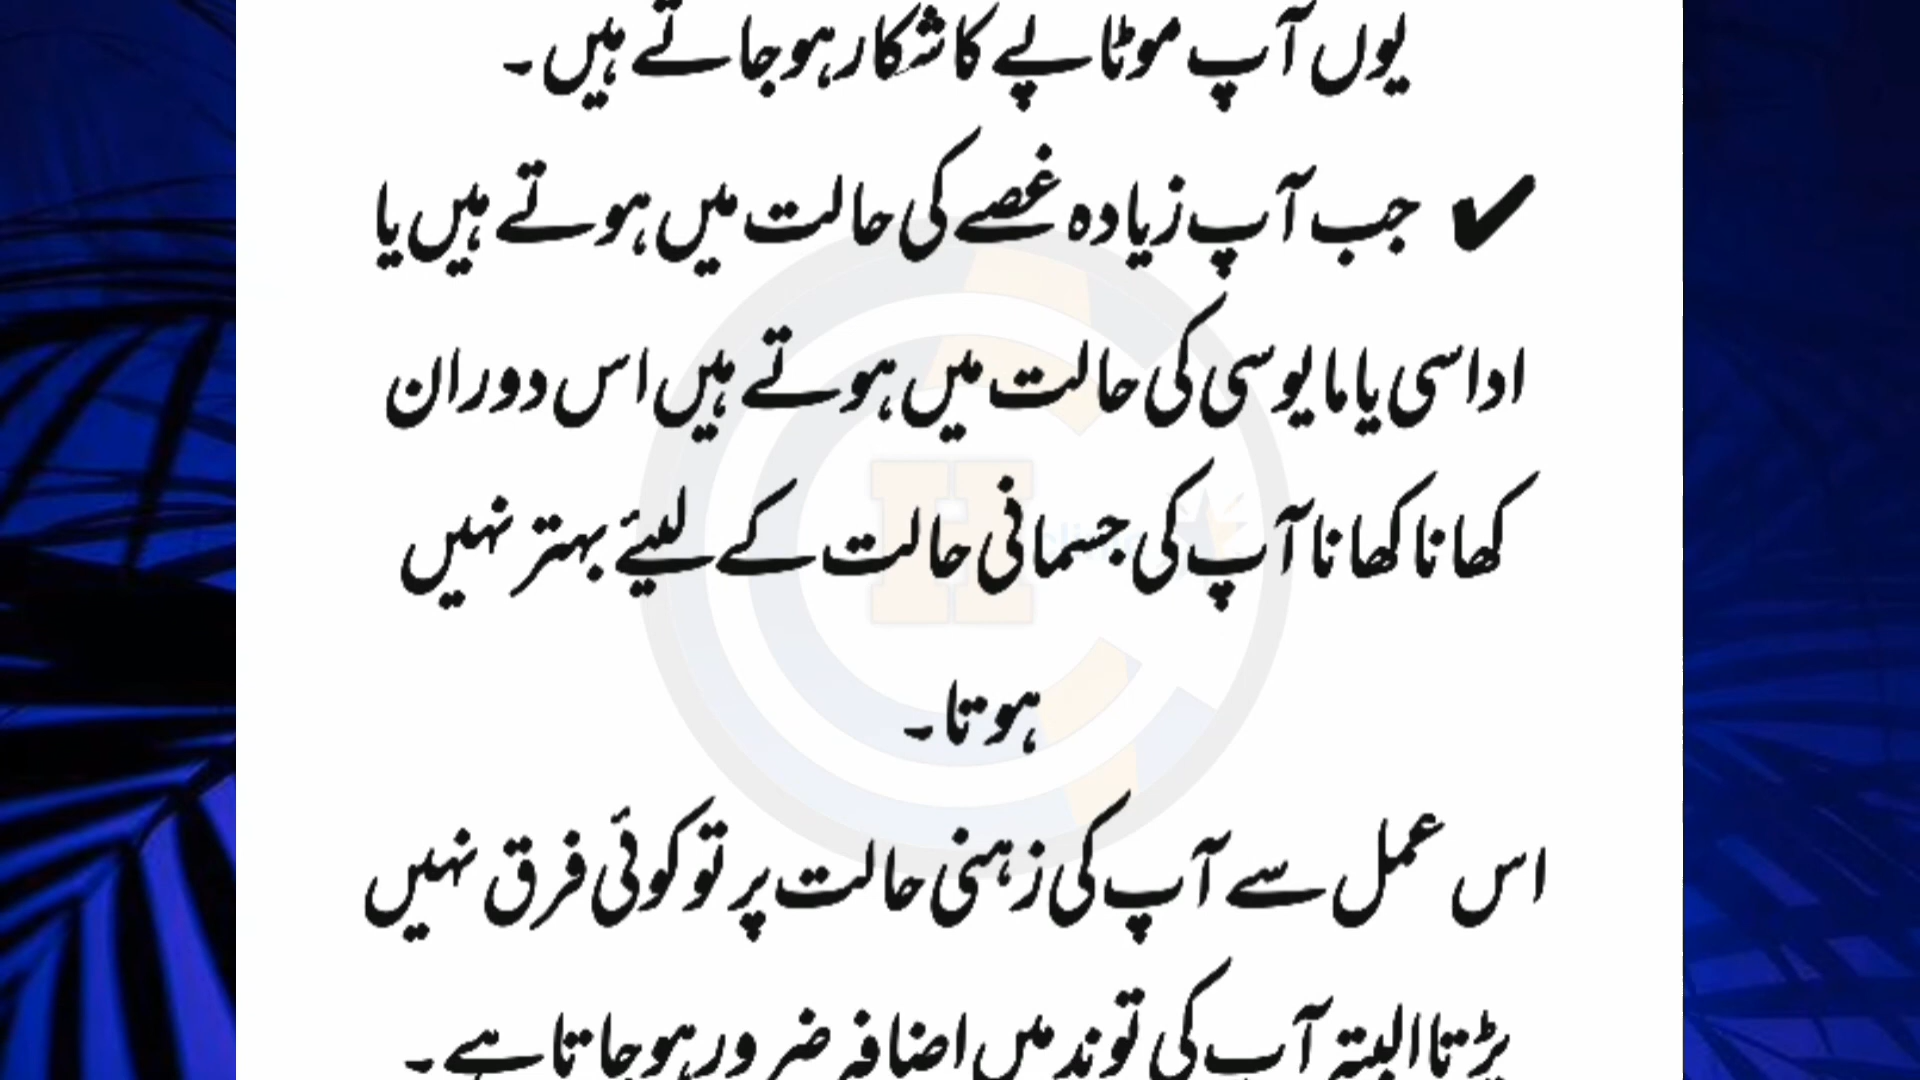 یوں آپ موٹاپے کا شکار ہو جاتے ہیں۔
✔ جب آپ زیادہ غصے کی حالت میں ہوتے ہیں یا
اداسی یا مایوسی کی حالت میں ہوتے ہیں اس دوران
کھانا کھانا آپ کی جسمانی حالت کے لیئے بہتر نہیں
ہوتا۔
اس عمل سے آپ کی زہنی حالت پر تو کوئی فرق نہیں
پڑتا البتہ آپ کی توند میں اضافہ ضرور ہو جاتا ہے۔